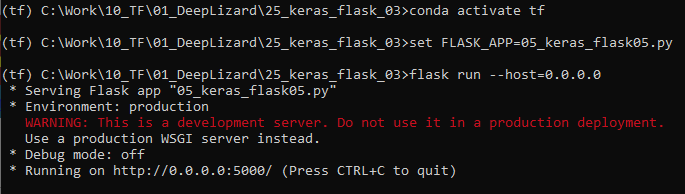 (tf) C:\Work\10_TF\01_DeepLizard\25_keras_flask_03>conda activate tf
(tf) C:\Work\10_TF\01_DeepLizard\25_keras_flask_03>set FLASK_APP=05_keras_flask05.py
(tf) C:\Work\10_TF\01_DeepLizard\25_keras_flask_03>flask run --host=0.0.0.0
 * Serving Flask app "05_keras_flask05.py"
 * Environment: production
   WARNING: This is a development server. Do not use it in a production deployment.
   Use a production WSGI server instead.
 * Debug mode: off
 * Running on http://0.0.0.0:5000/ (Press CTRL+C to quit)